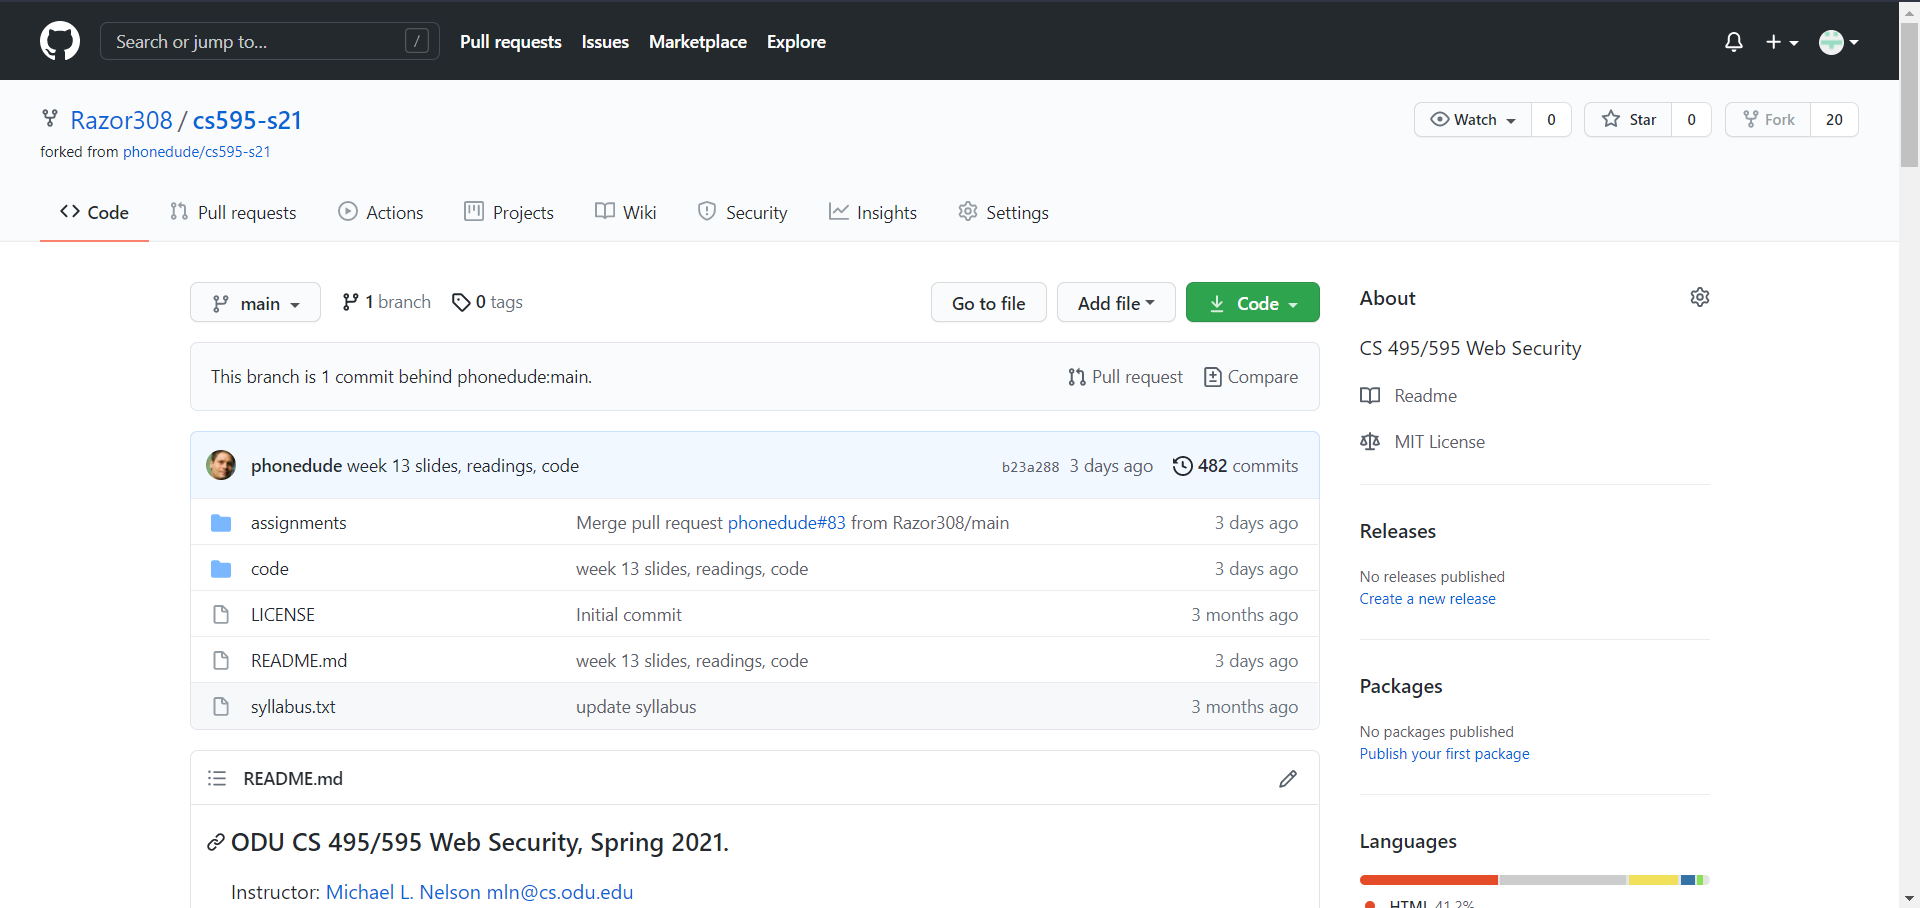 Search or jump to... /
Pull requests Issues Marketplace Explore
Razor308 / cs595-s21
forked from phonedude/cs595-s21
Watch 0 Star 0 Fork 20
Code Pull requests Actions Projects Wiki Security Insights Settings
main 1 branch 0 tags Go to file Add file Code
This branch is 1 commit behind phonedude:main. Pull request Compare
phonedude week 13 slides, readings, code b23a288 3 days ago 482 commits
assignments Merge pull request phonedude#83 from Razor308/main 3 days ago
code week 13 slides, readings, code 3 days ago
LICENSE Initial commit 3 months ago
README.md week 13 slides, readings, code 3 days ago
syllabus.txt update syllabus 3 months ago
README.md
ODU CS 495/595 Web Security, Spring 2021.
Instructor: Michael L. Nelson mln@cs.odu.edu
About
CS 495/595 Web Security
Readme
MIT License
Releases
No releases published
Create a new release
Packages
No packages published
Publish your first package
Languages
HTML 41.2%